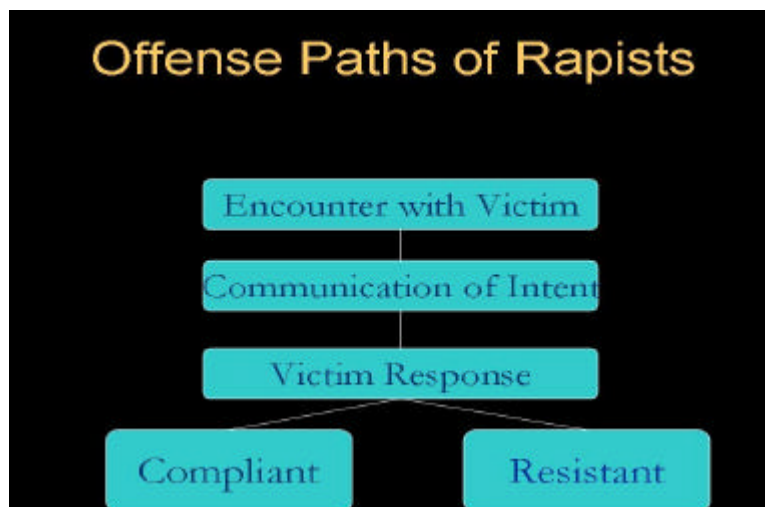 Offense Paths of Rapists
Encounter with Victim
Communication of Intent
Victim Response
Compliant
Resistant